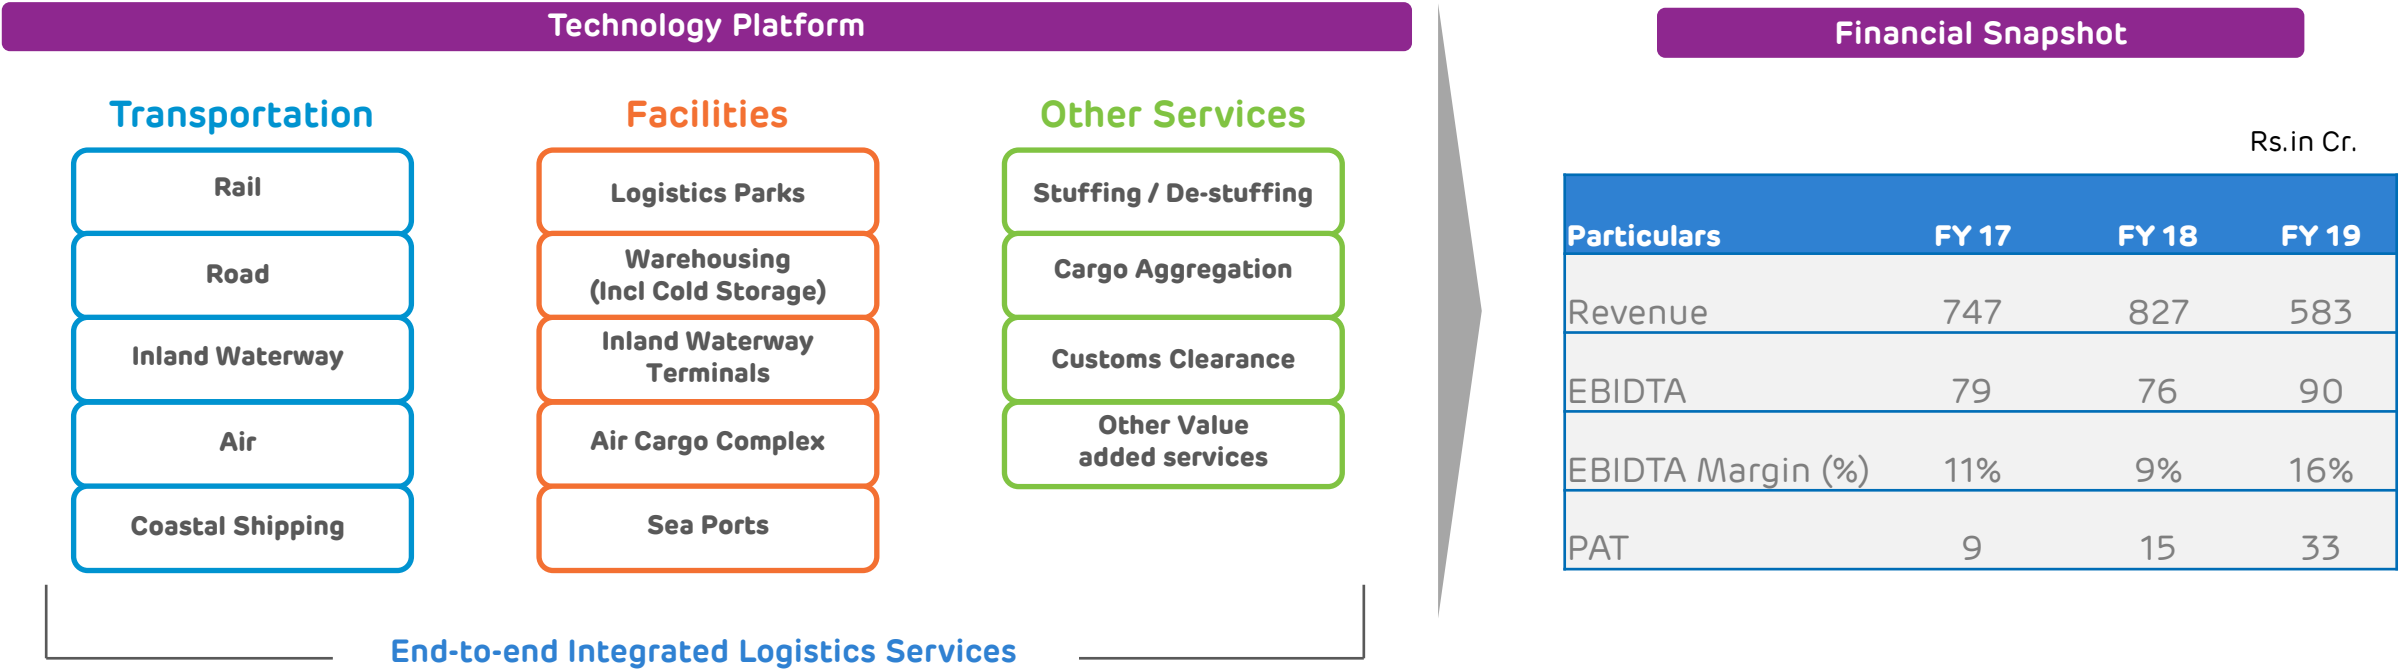 Technology Platform
Transportation
Rail
Road
Inland Waterway
Air
Coastal Shipping
Facilities
Logistics Parks
Warehousing
(Incl Cold Storage)
Inland Waterway
Terminals
Air Cargo Complex
Sea Ports
Other Services
Stuffing / De-stuffing
Cargo Aggregation
Customs Clearance
Other Value
added services
End-to-end Integrated Logistics Services
Financial Snapshot
Rs.in Cr.
Particulars FY 17 FY 18 FY 19
Revenue 747 827 583
EBIDTA 79 76 90
EBIDTA Margin (%) 11% 9% 16%
PAT 9 15 33